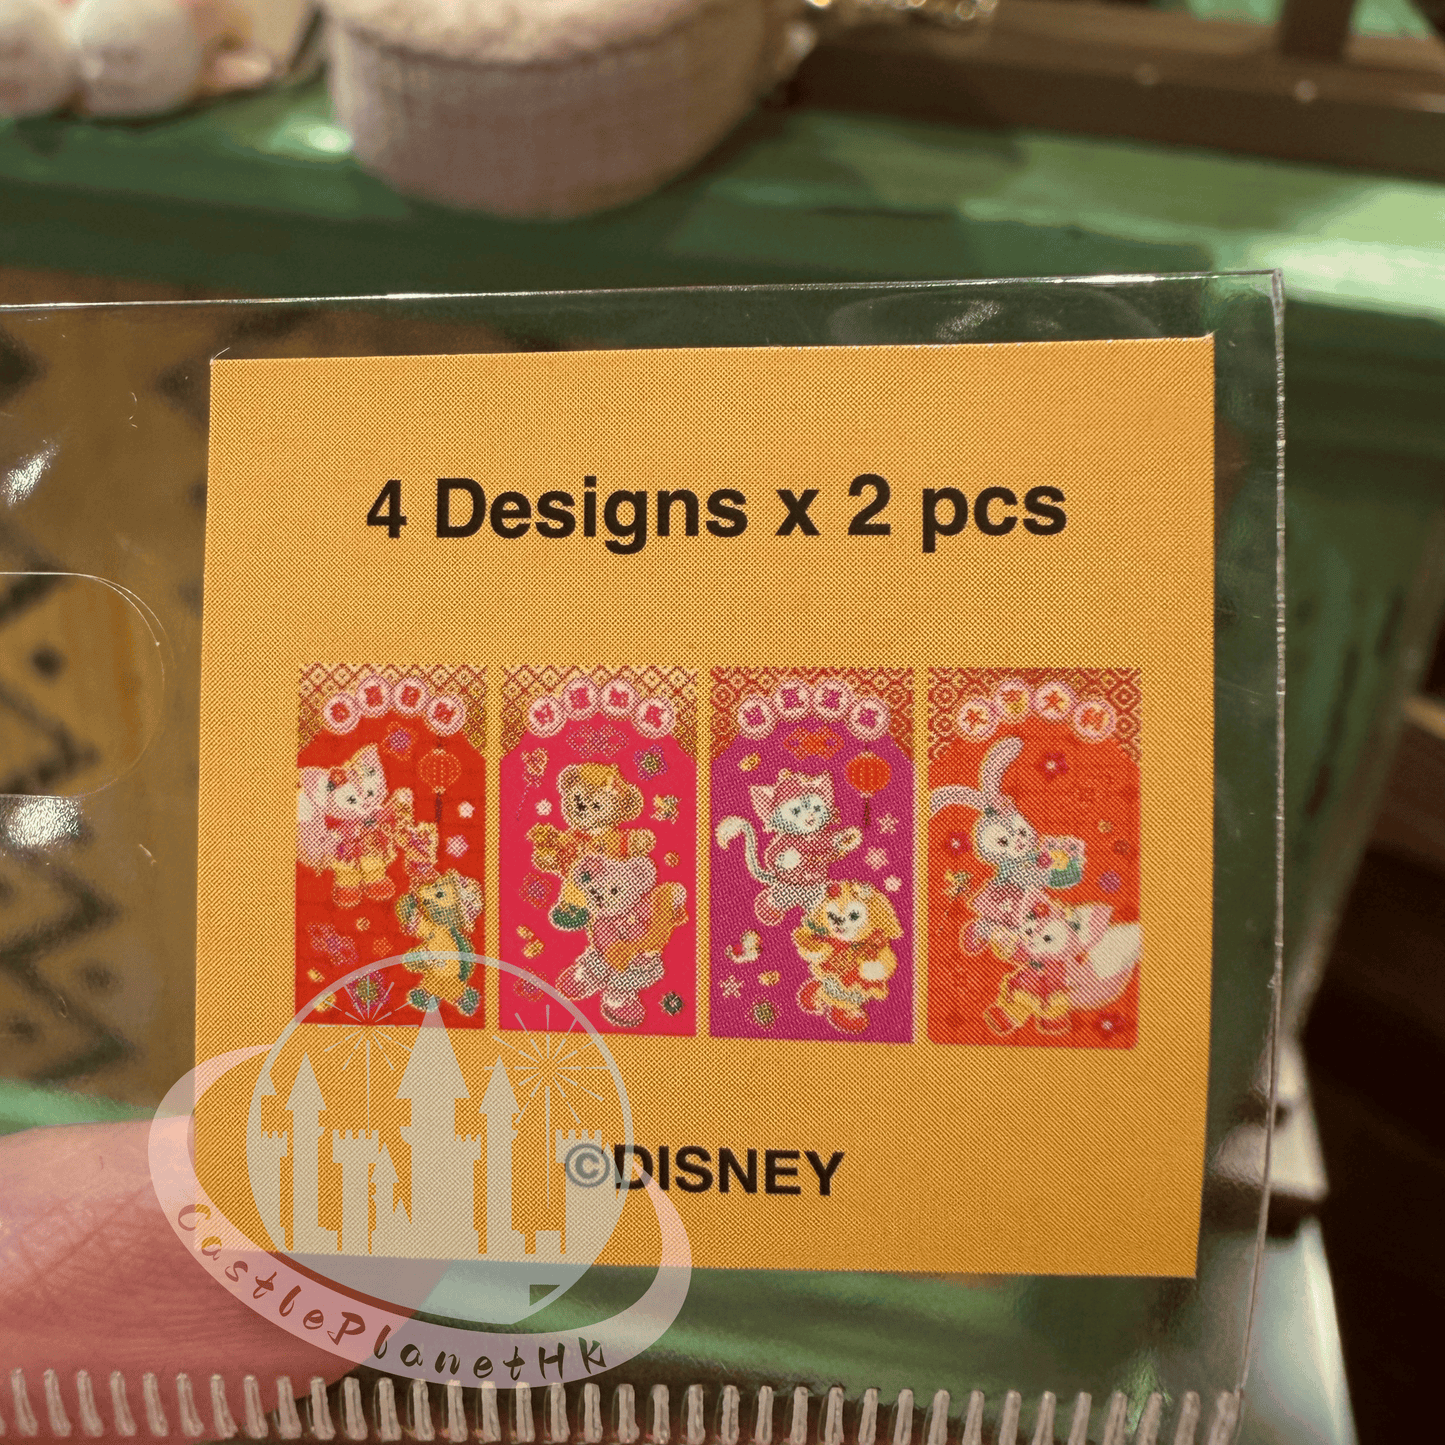 4 Designs x 2 pcs
©DISNEY
CastlePlanetHK